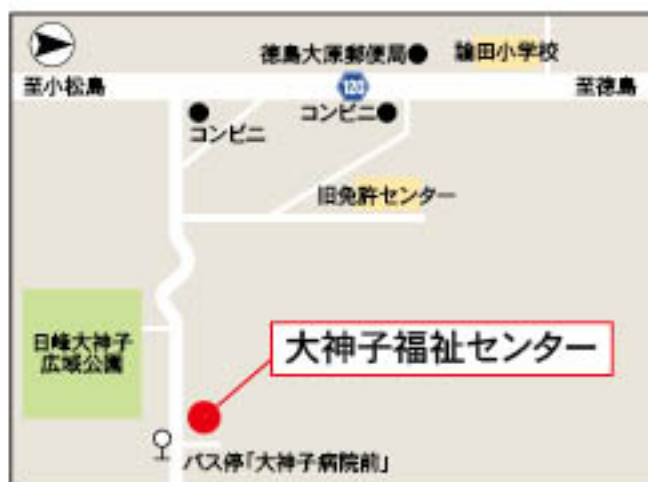 徳島大原郵便局
論田小学校
至小松島
120
至徳島
コンビニ
コンビニ
旧免許センター
日峰大神子
広域公園
大神子福祉センター
バス停「大神子病院前」